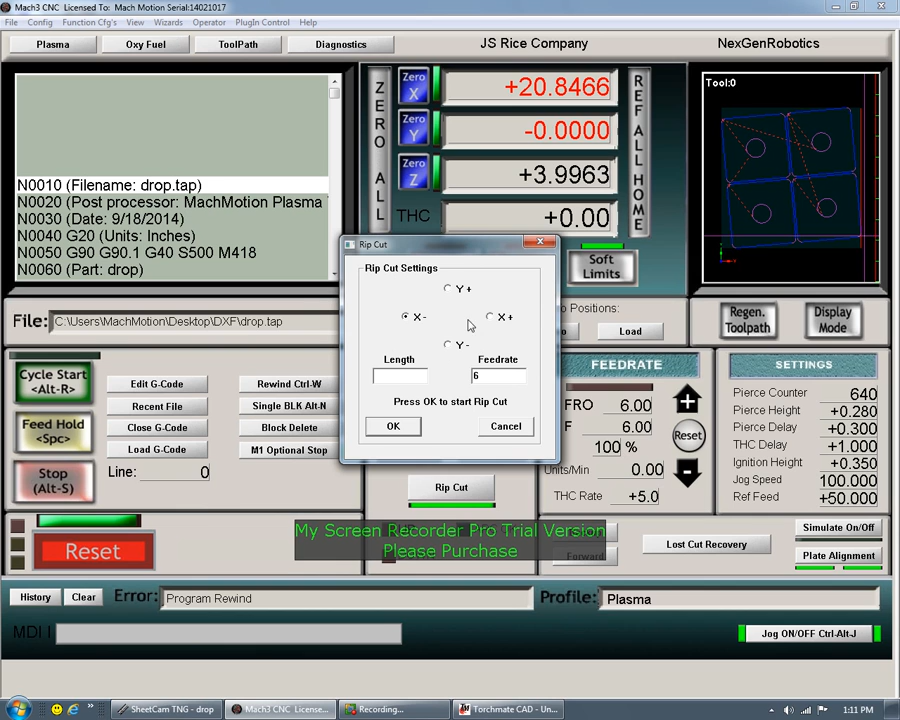 Mach3 CNC Licensed To: Mach Motion Serial:14021017
File Config Function Cfg's View Wizards Operator PlugIn Control Help
Plasma Oxy Fuel ToolPath Diagnostics JS Rice Company NexGenRobotics
ZERO ALL
Zero X +20.8466
Zero Y -0.0000
Zero Z +3.9963
THC +0.00
REF ALL HOME
Tool:0
N0010 (Filename: drop.tap)
N0020 (Post processor: MachMotion Plasma
N0030 (Date: 9/18/2014)
N0040 G20 (Units: Inches)
N0050 G90 G90.1 G40 S500 M418
N0060 (Part: drop)
Soft Limits
Rip Cut
Rip Cut Settings
Y+
X- X+
Y-
Length Feedrate
6
Press OK to start Rip Cut
OK Cancel
File: C:\Users\MachMotion\Desktop\DXF\drop.tap
Positions:
Load
Regen. Toolpath
Display Mode
Cycle Start
<Alt-R>
Feed Hold
<Spc>
Stop
(Alt-S)
Edit G-Code Rewind Ctrl-W
Recent File Single BLK Alt-N
Close G-Code Block Delete
Load G-Code M1 Optional Stop
Line: 0
Rip Cut
FEEDRATE
FRO 6.00
F 6.00
100 %
Units/Min 0.00
THC Rate +5.0
Reset
SETTINGS
Pierce Counter 640
Pierce Height +0.280
Pierce Delay +0.300
THC Delay +1.000
Ignition Height +0.350
Jog Speed 100.000
Ref Feed +50.000
Reset
My Screen Recorder Pro Trial Version
Please Purchase
Forward
Lost Cut Recovery
Simulate On/Off
Plate Alignment
History Clear Error: Program Rewind Profile: Plasma
MDI
Jog ON/OFF Ctrl-Alt-J
SheetCam TNG - drop Mach3 CNC License... Recording... Torchmate CAD - Un... 1:11 PM